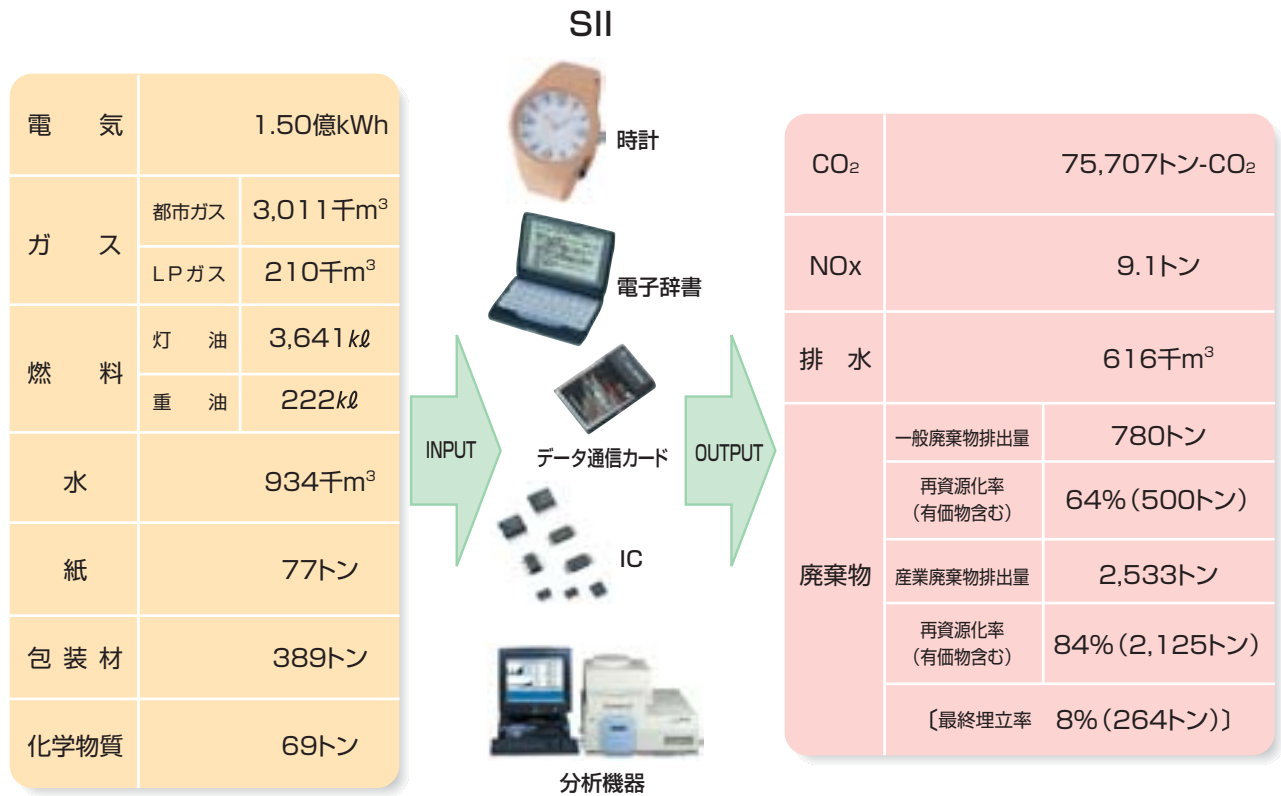 SII
電気 1.50億kWh
ガス 都市ガス 3,011千m³
LPガス 210千m³
燃料 灯油 3,641kℓ
重油 222kℓ
水 934千m³
紙 77トン
包装材 389トン
化学物質 69トン
INPUT
時計
電子辞書
データ通信カード
IC
分析機器
OUTPUT
CO₂ 75,707トン-CO₂
NOx 9.1トン
排水 616千m³
廃棄物 一般廃棄物排出量 780トン
再資源化率
(有価物含む) 64%(500トン)
産業廃棄物排出量 2,533トン
再資源化率
(有価物含む) 84%(2,125トン)
〔最終埋立率 8%(264トン)〕